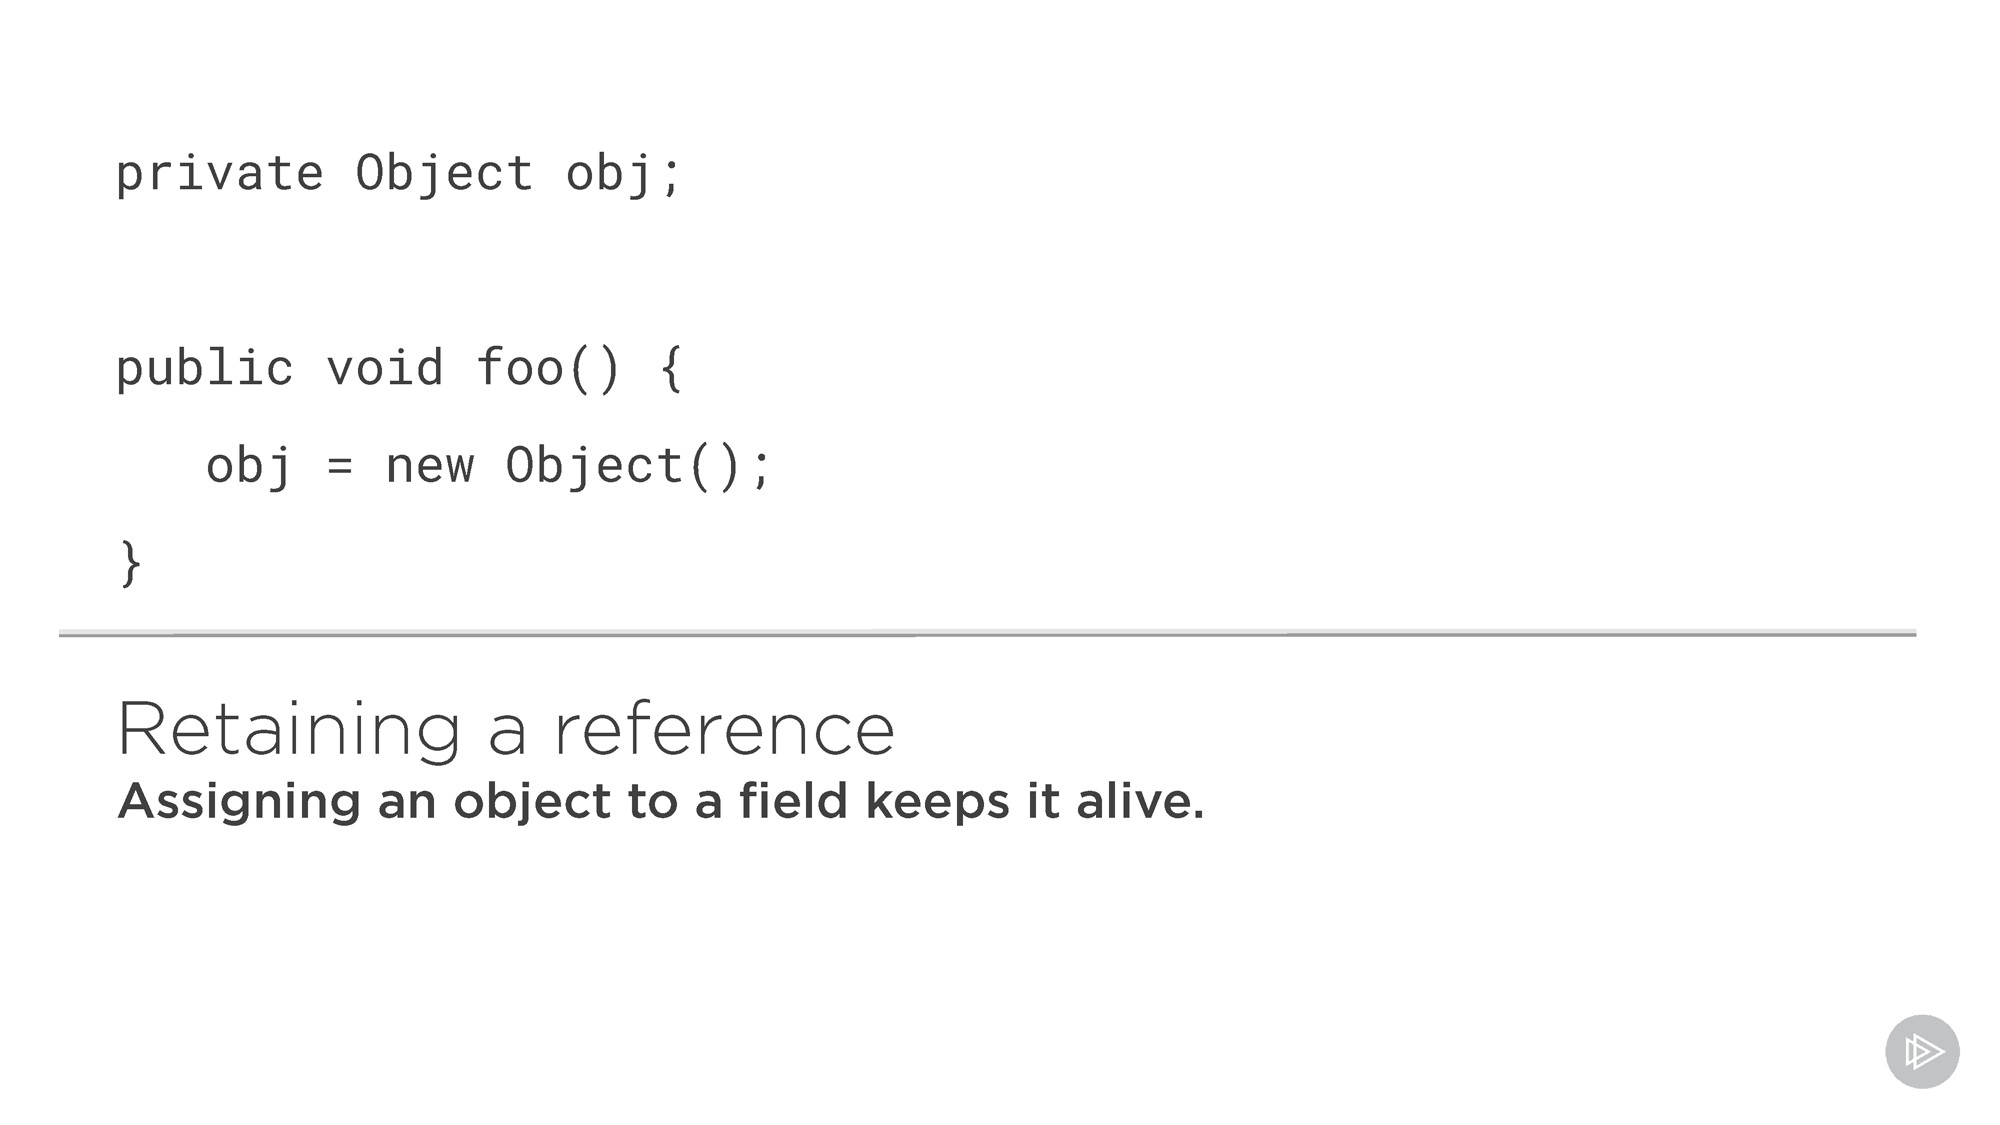 private Object obj;
public void foo() {
obj = new Object();
}
Retaining a reference
Assigning an object to a field keeps it alive.